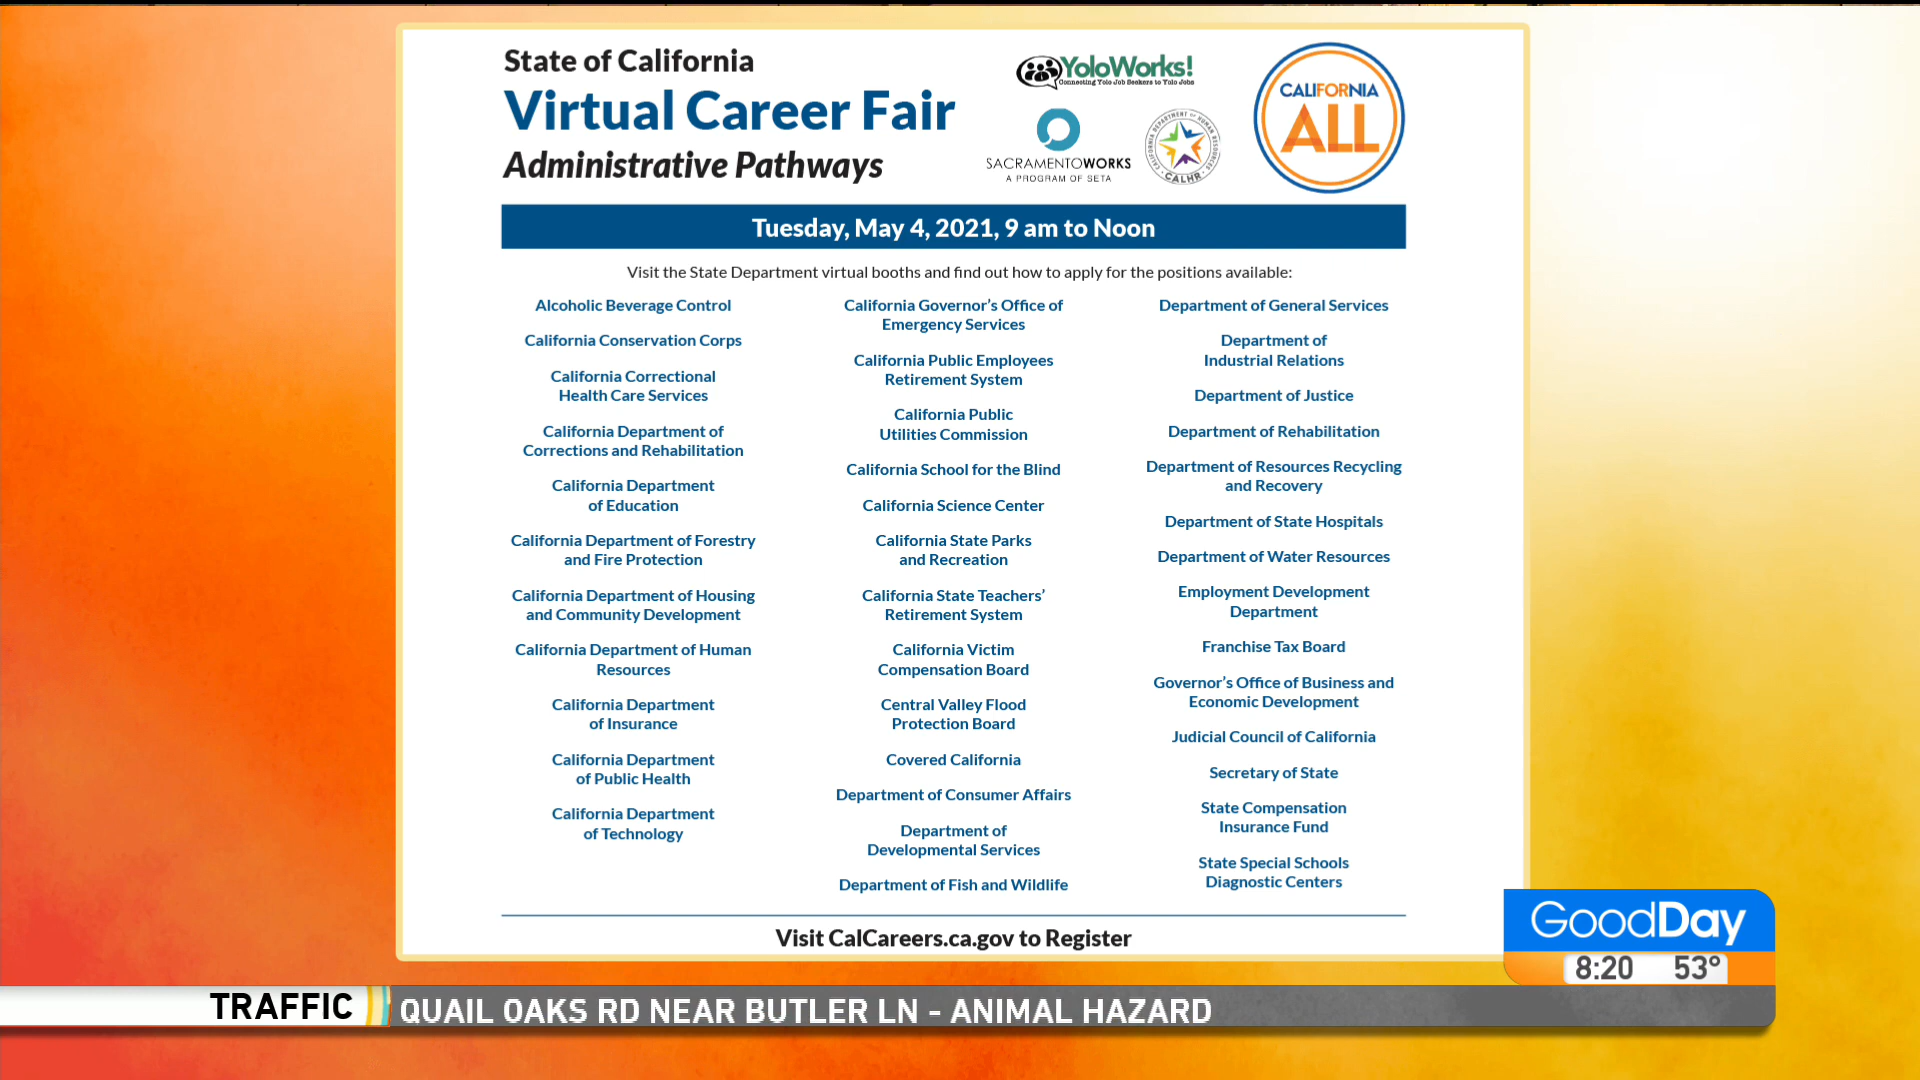 State of California
Virtual Career Fair
Administrative Pathways
YoloWorks!
Connecting Yolo Job Seekers to Yolo Jobs
SACRAMENTOWORKS
A PROGRAM OF SETA
CALIFORNIA DEPARTMENT OF HUMAN RESOURCES
CALHR
CALIFORNIA
ALL
Tuesday, May 4, 2021, 9 am to Noon
Visit the State Department virtual booths and find out how to apply for the positions available:
Alcoholic Beverage Control
California Conservation Corps
California Correctional
Health Care Services
California Department of
Corrections and Rehabilitation
California Department
of Education
California Department of Forestry
and Fire Protection
California Department of Housing
and Community Development
California Department of Human
Resources
California Department
of Insurance
California Department
of Public Health
California Department
of Technology
California Governor's Office of
Emergency Services
California Public Employees
Retirement System
California Public
Utilities Commission
California School for the Blind
California Science Center
California State Parks
and Recreation
California State Teachers'
Retirement System
California Victim
Compensation Board
Central Valley Flood
Protection Board
Covered California
Department of Consumer Affairs
Department of
Developmental Services
Department of Fish and Wildlife
Department of General Services
Department of
Industrial Relations
Department of Justice
Department of Rehabilitation
Department of Resources Recycling
and Recovery
Department of State Hospitals
Department of Water Resources
Employment Development
Department
Franchise Tax Board
Governor's Office of Business and
Economic Development
Judicial Council of California
Secretary of State
State Compensation
Insurance Fund
State Special Schools
Diagnostic Centers
Visit CalCareers.ca.gov to Register
GoodDay
8:20 53°
TRAFFIC
QUAIL OAKS RD NEAR BUTLER LN - ANIMAL HAZARD